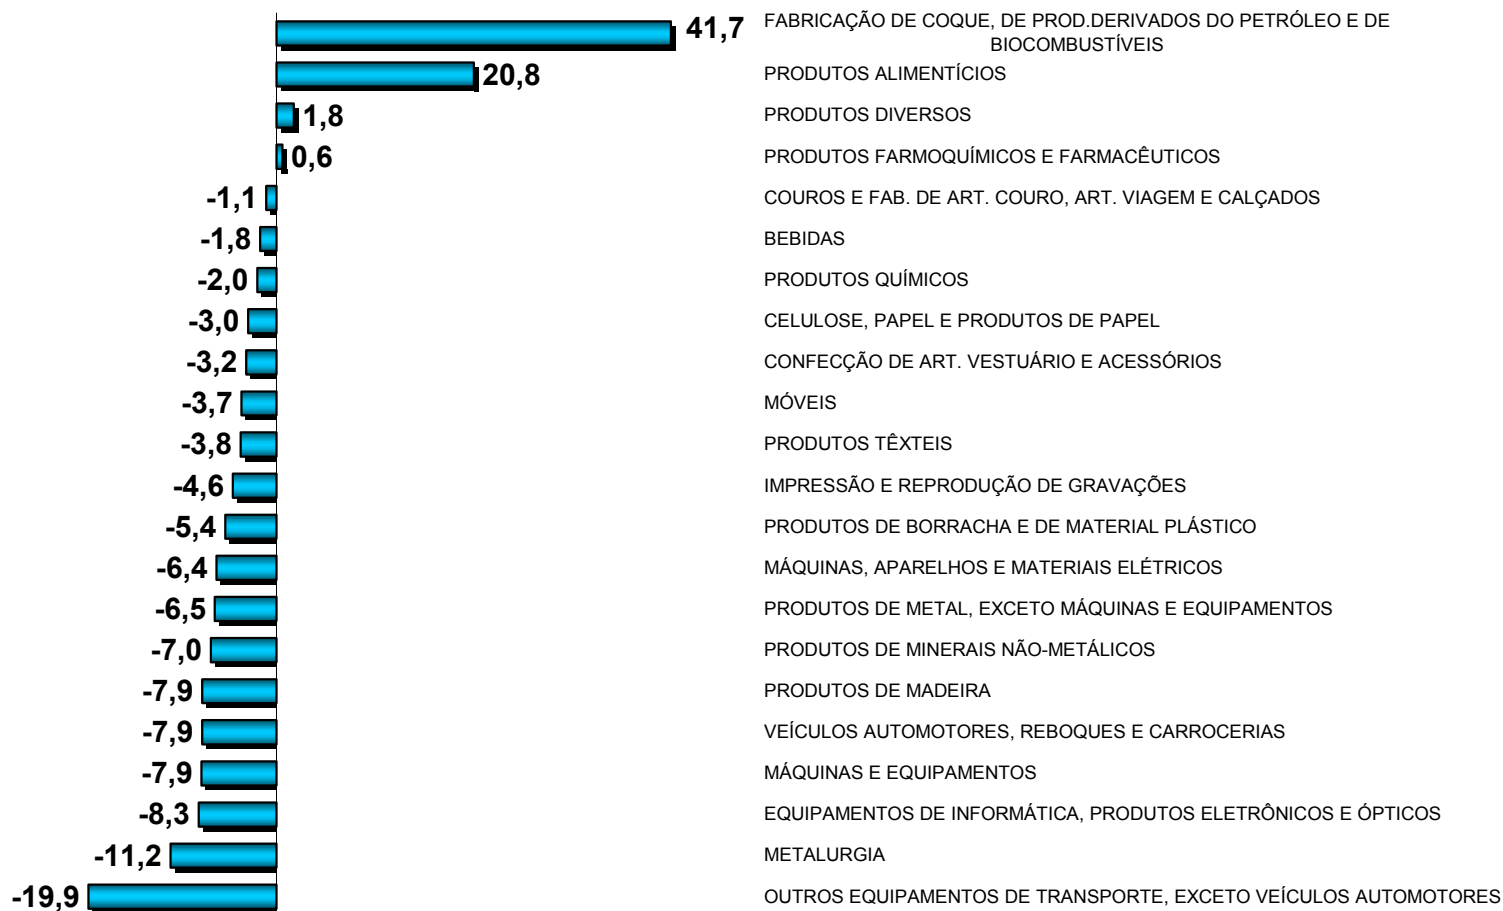 41,7 FABRICAÇÃO DE COQUE, DE PROD.DERIVADOS DO PETRÓLEO E DE
BIOCOMBUSTÍVEIS
20,8 PRODUTOS ALIMENTÍCIOS
1,8 PRODUTOS DIVERSOS
0,6 PRODUTOS FARMOQUÍMICOS E FARMACÊUTICOS
-1,1 COUROS E FAB. DE ART. COURO, ART. VIAGEM E CALÇADOS
-1,8 BEBIDAS
-2,0 PRODUTOS QUÍMICOS
-3,0 CELULOSE, PAPEL E PRODUTOS DE PAPEL
-3,2 CONFECÇÃO DE ART. VESTUÁRIO E ACESSÓRIOS
-3,7 MÓVEIS
-3,8 PRODUTOS TÊXTEIS
-4,6 IMPRESSÃO E REPRODUÇÃO DE GRAVAÇÕES
-5,4 PRODUTOS DE BORRACHA E DE MATERIAL PLÁSTICO
-6,4 MÁQUINAS, APARELHOS E MATERIAIS ELÉTRICOS
-6,5 PRODUTOS DE METAL, EXCETO MÁQUINAS E EQUIPAMENTOS
-7,0 PRODUTOS DE MINERAIS NÃO-METÁLICOS
-7,9 PRODUTOS DE MADEIRA
-7,9 VEÍCULOS AUTOMOTORES, REBOQUES E CARROCERIAS
-7,9 MÁQUINAS E EQUIPAMENTOS
-8,3 EQUIPAMENTOS DE INFORMÁTICA, PRODUTOS ELETRÔNICOS E ÓPTICOS
-11,2 METALURGIA
-19,9 OUTROS EQUIPAMENTOS DE TRANSPORTE, EXCETO VEÍCULOS AUTOMOTORES